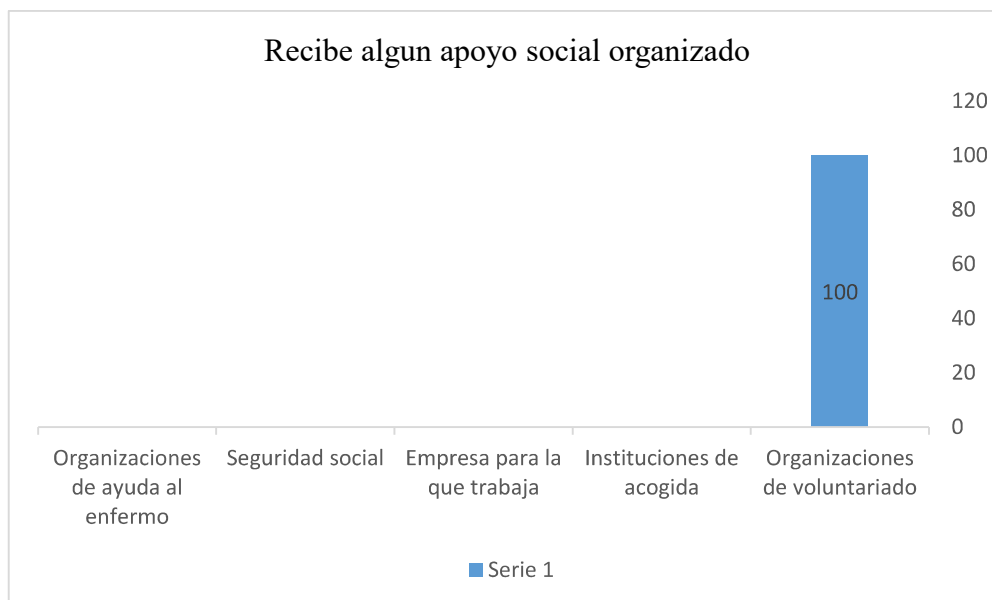 Recibe algun apoyo social organizado
120
100
80
60
40
20
0
100
Organizaciones
de ayuda al
enfermo
Seguridad social
Empresa para la
que trabaja
Instituciones de
acogida
Organizaciones
de voluntariado
Serie 1